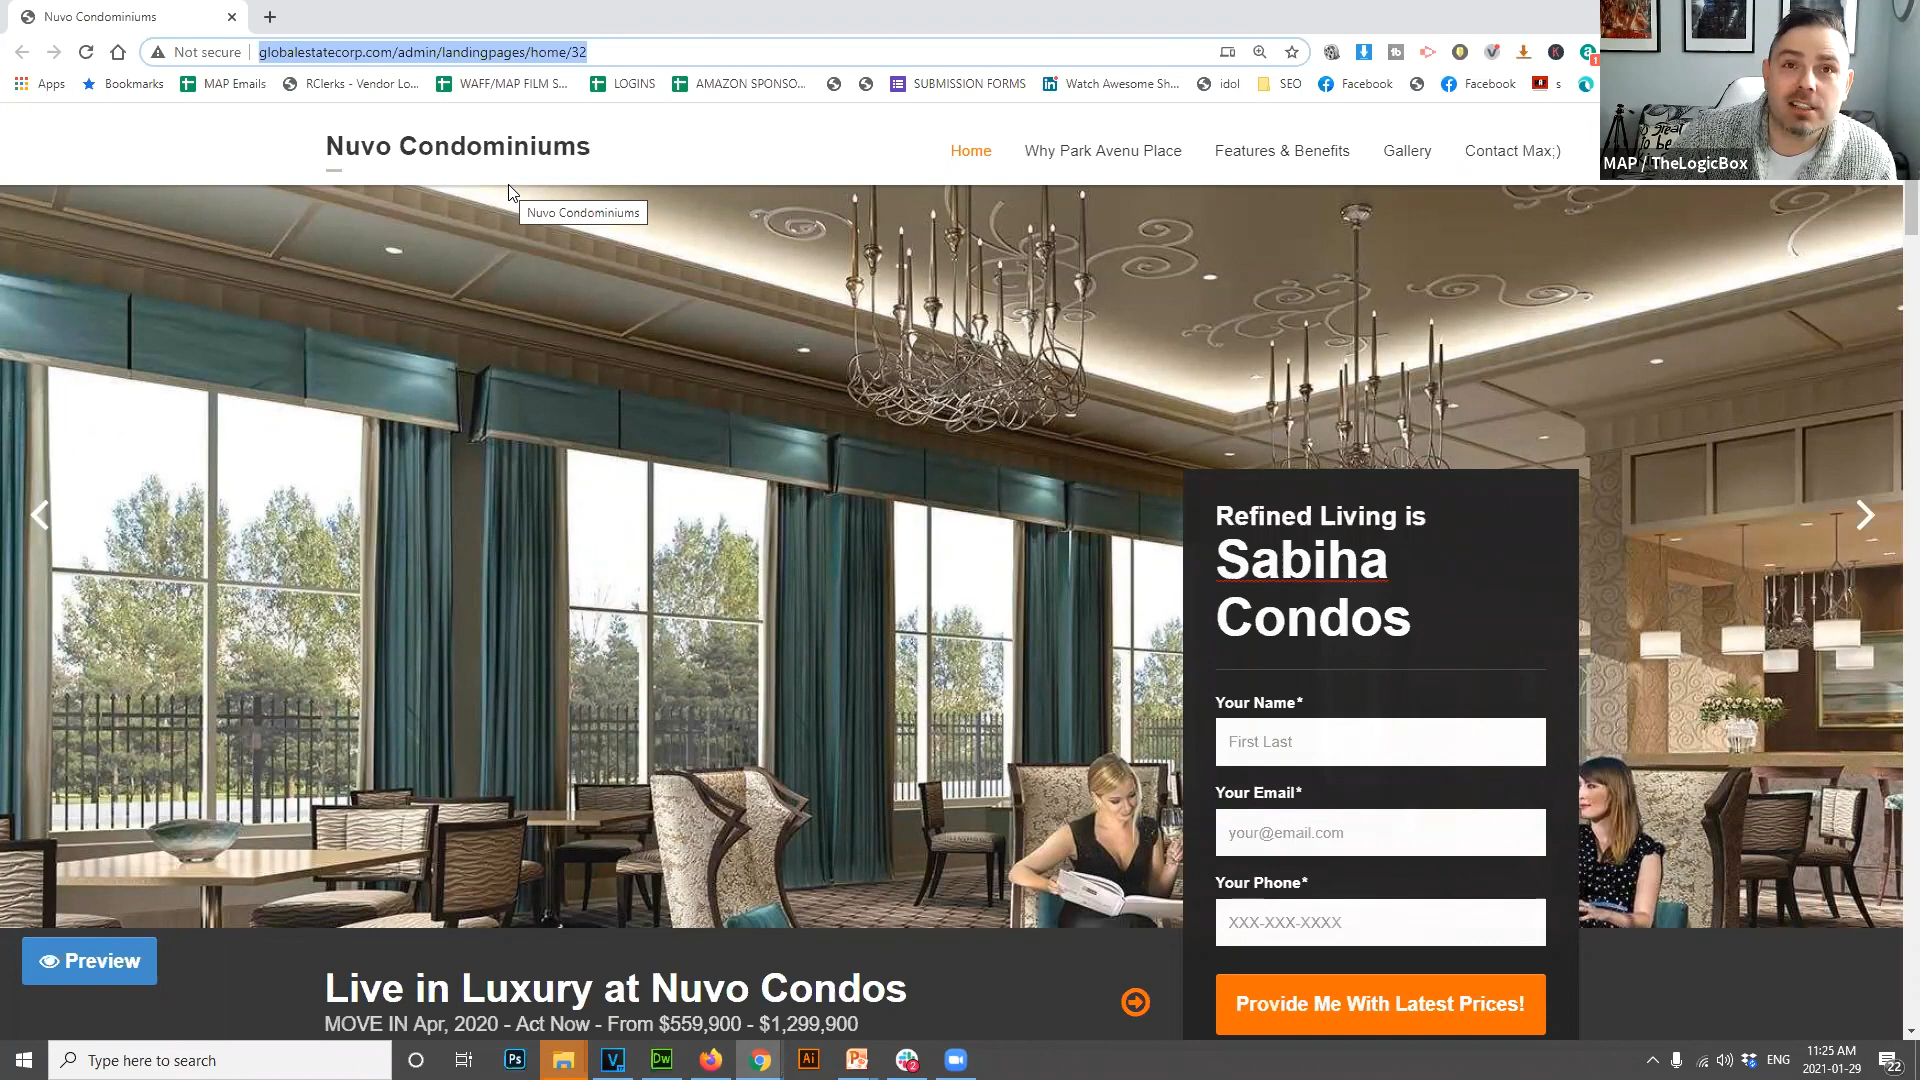 Nuvo Condominiums
Not secure
globalestatecorp.com/admin/landingpages/home/32
Apps
Bookmarks
MAP Emails
RClerks - Vendor Lo...
WAFF/MAP FILM S...
LOGINS
AMAZON SPONSO...
SUBMISSION FORMS
Watch Awesome Sh...
idol
SEO
Facebook
Facebook
s
MAP / TheLogicBox
Nuvo Condominiums
Home
Why Park Avenu Place
Features & Benefits
Gallery
Contact Max;)
Nuvo Condominiums
Refined Living is
Sabiha
Condos
Your Name*
First Last
Your Email*
your@email.com
Your Phone*
XXX-XXX-XXXX
Provide Me With Latest Prices!
Preview
Live in Luxury at Nuvo Condos
MOVE IN Apr, 2020 - Act Now - From $559,900 - $1,299,900
Type here to search
Ps
V
Dw
Ai
ENG
11:25 AM
2021-01-29
22